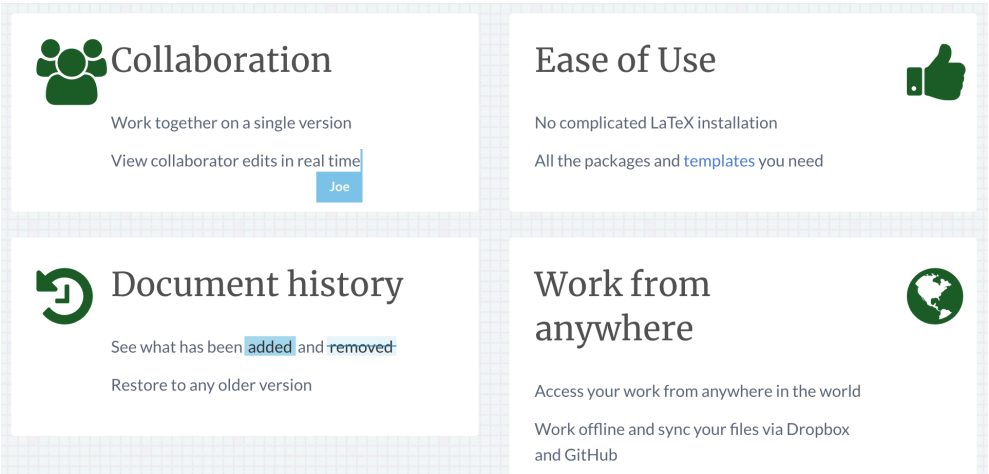 Collaboration
Work together on a single version
View collaborator edits in real time
Joe
Ease of Use
No complicated LaTeX installation
All the packages and templates you need
Document history
See what has been added and removed
Restore to any older version
Work from
anywhere
Access your work from anywhere in the world
Work offline and sync your files via Dropbox
and GitHub